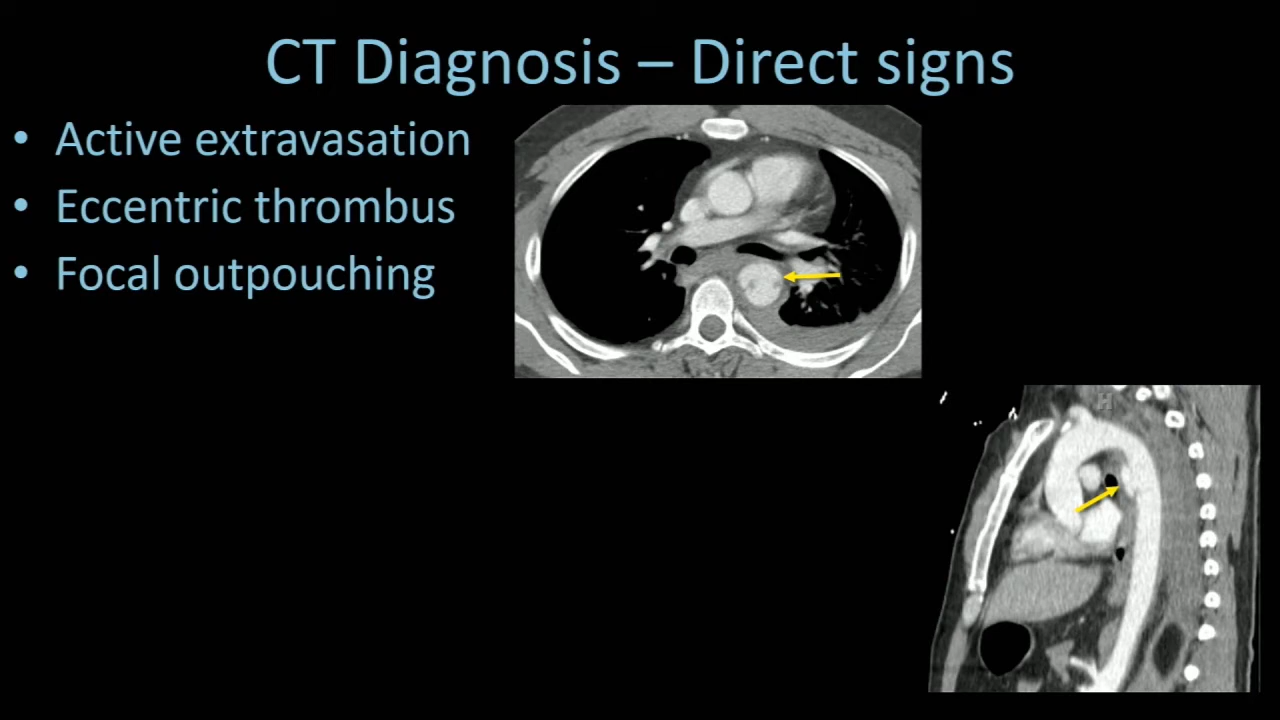 CT Diagnosis – Direct signs
• Active extravasation
• Eccentric thrombus
• Focal outpouching
H